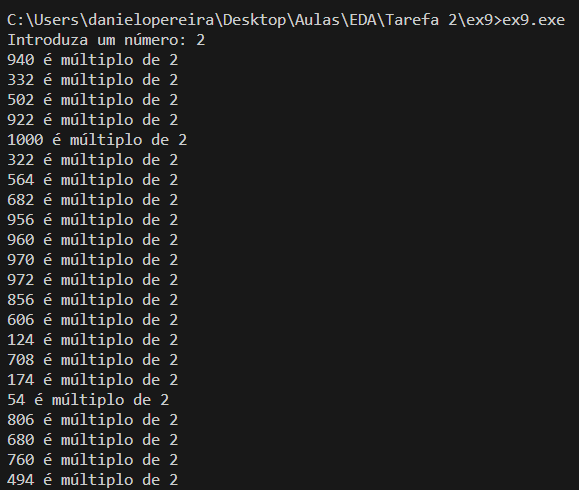 C:\Users\danielopereira\Desktop\Aulas\EDA\Tarefa 2\ex9>ex9.exe
Introduza um número: 2
940 é múltiplo de 2
332 é múltiplo de 2
502 é múltiplo de 2
922 é múltiplo de 2
1000 é múltiplo de 2
322 é múltiplo de 2
564 é múltiplo de 2
682 é múltiplo de 2
956 é múltiplo de 2
960 é múltiplo de 2
970 é múltiplo de 2
972 é múltiplo de 2
856 é múltiplo de 2
606 é múltiplo de 2
124 é múltiplo de 2
708 é múltiplo de 2
174 é múltiplo de 2
54 é múltiplo de 2
806 é múltiplo de 2
680 é múltiplo de 2
760 é múltiplo de 2
494 é múltiplo de 2